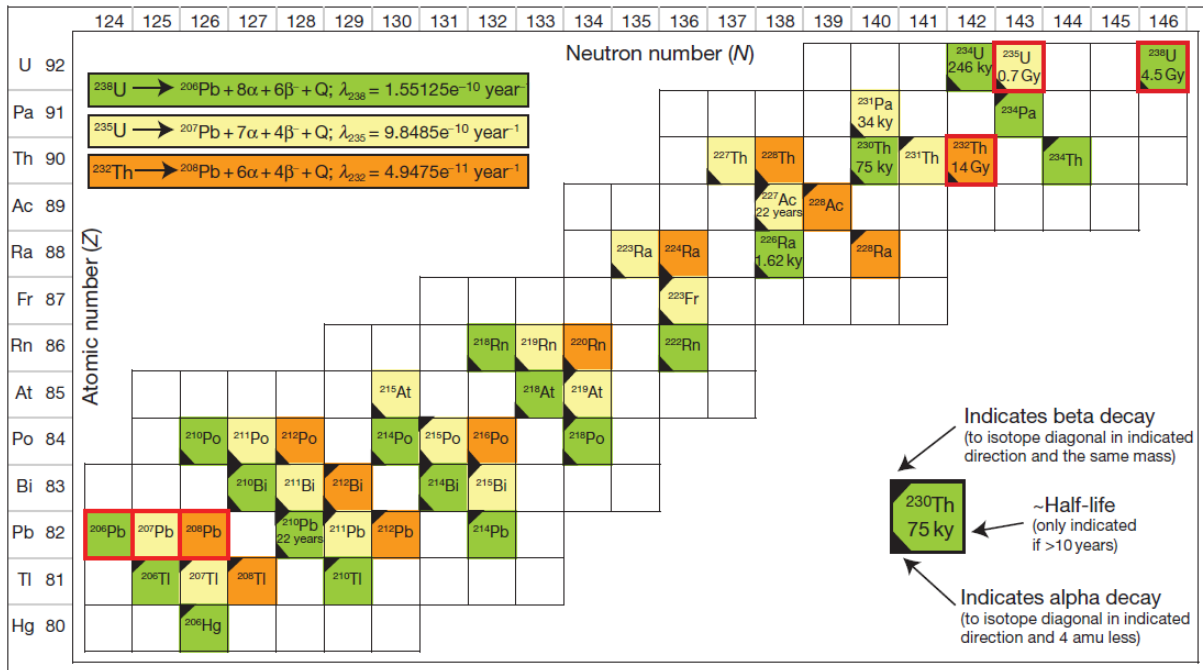 124 125 126 127 128 129 130 131 132 133 134 135 136 137 138 139 140 141 142 143 144 145 146
Neutron number (N)
Atomic number (Z)
U 92
²³⁴U 246 ky
²³⁵U 0.7 Gy
²³⁸U 4.5 Gy
²³⁸U → ²⁰⁶Pb + 8α + 6β⁻ + Q; λ₂₃₈ = 1.55125e⁻¹⁰ year⁻
²³⁵U → ²⁰⁷Pb + 7α + 4β⁻ + Q; λ₂₃₅ = 9.8485e⁻¹⁰ year⁻¹
²³²Th → ²⁰⁸Pb + 6α + 4β⁻ + Q; λ₂₃₂ = 4.9475e⁻¹¹ year⁻¹
Pa 91
²³¹Pa 34 ky
²³⁴Pa
Th 90
²²⁷Th
²²⁸Th
²³⁰Th 75 ky
²³¹Th
²³²Th 14 Gy
²³⁴Th
Ac 89
²²⁷Ac 22 years
²²⁸Ac
Ra 88
²²³Ra
²²⁴Ra
²²⁶Ra 1.62 ky
²²⁸Ra
Fr 87
²²³Fr
Rn 86
²¹⁸Rn
²¹⁹Rn
²²⁰Rn
²²²Rn
At 85
²¹⁵At
²¹⁸At
²¹⁹At
Po 84
²¹⁰Po
²¹¹Po
²¹²Po
²¹⁴Po
²¹⁵Po
²¹⁶Po
²¹⁸Po
Bi 83
²¹⁰Bi
²¹¹Bi
²¹²Bi
²¹⁴Bi
²¹⁵Bi
Pb 82
²⁰⁶Pb
²⁰⁷Pb
²⁰⁸Pb
²¹⁰Pb 22 years
²¹¹Pb
²¹²Pb
²¹⁴Pb
Tl 81
²⁰⁶Tl
²⁰⁷Tl
²⁰⁸Tl
²¹⁰Tl
Hg 80
²⁰⁶Hg
Indicates beta decay
(to isotope diagonal in indicated
direction and the same mass)
²³⁰Th
75 ky
~Half-life
(only indicated
if >10 years)
Indicates alpha decay
(to isotope diagonal in indicated
direction and 4 amu less)